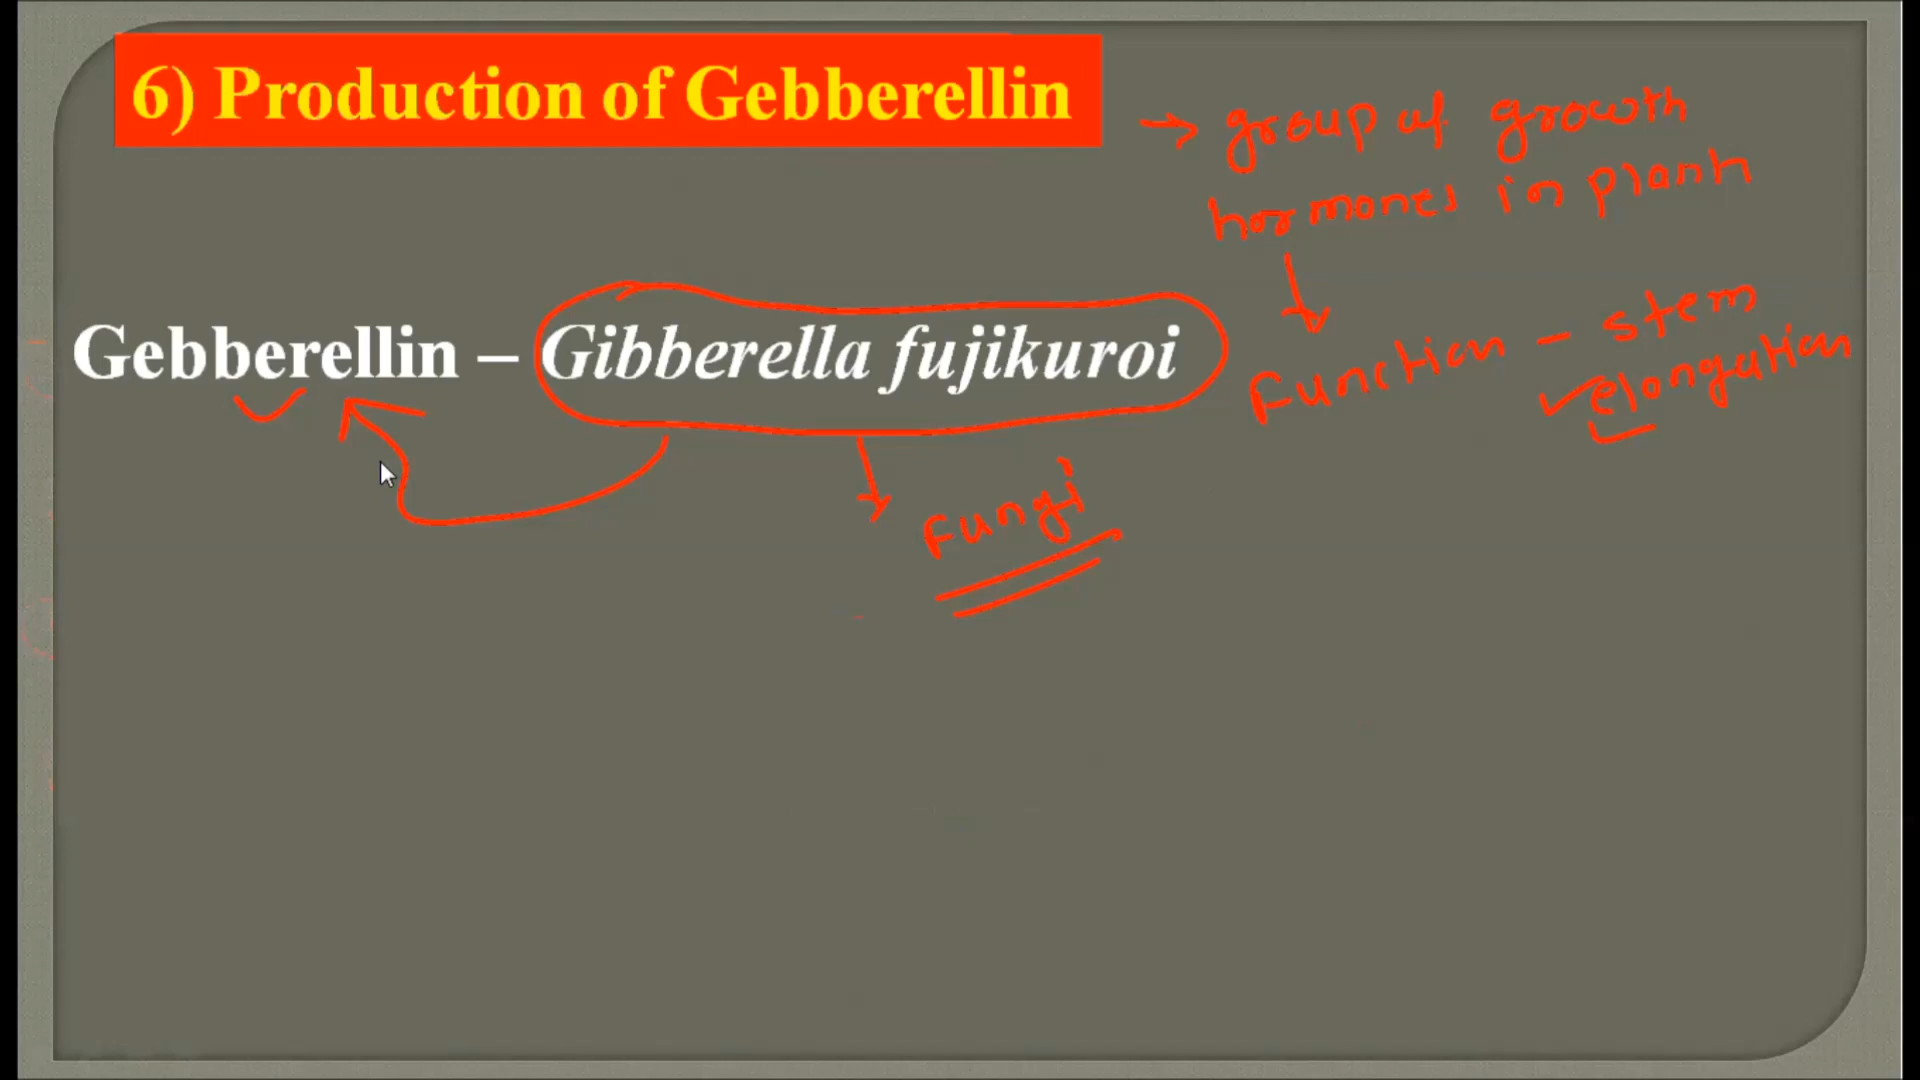 6) Production of Gebberellin
→ group of growth
hormones in plant
Gebberellin – Gibberella fujikuroi
Function - stem
elongation
Fungi